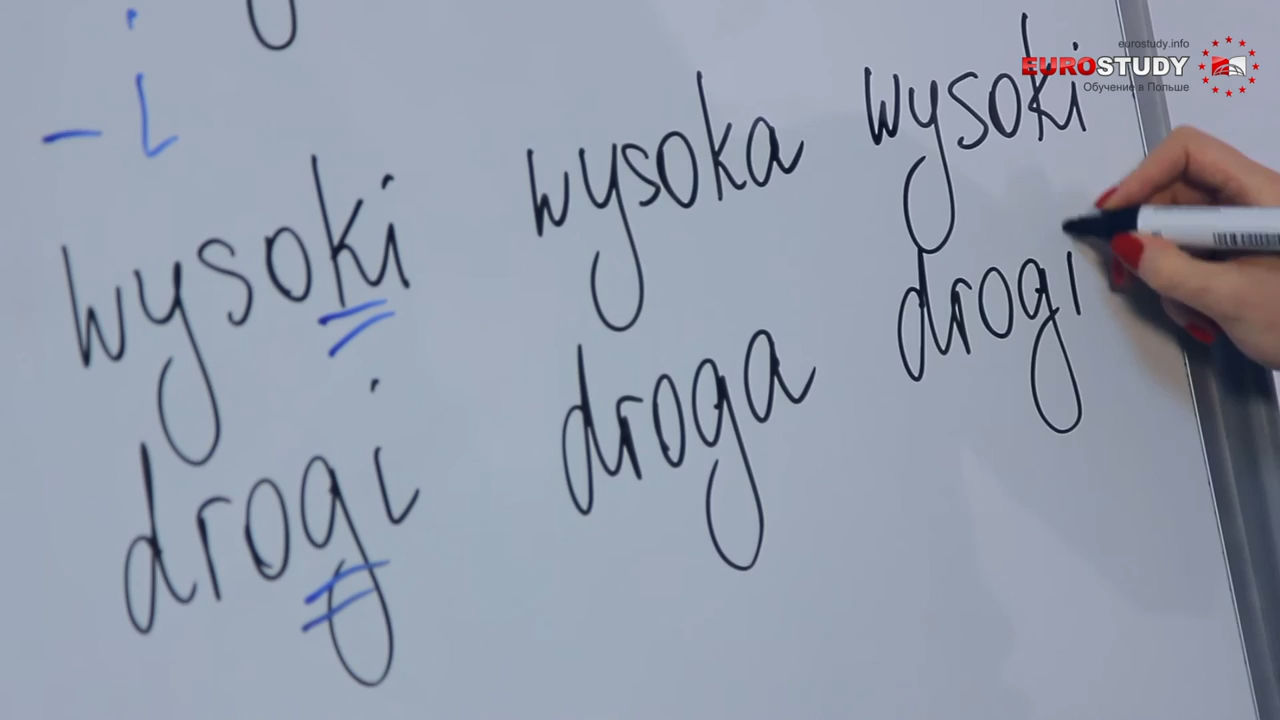 eurostudy.info
EUROSTUDY
Обучение в Польше
-i
wysoki wysoka wysoki
drogi droga drogi